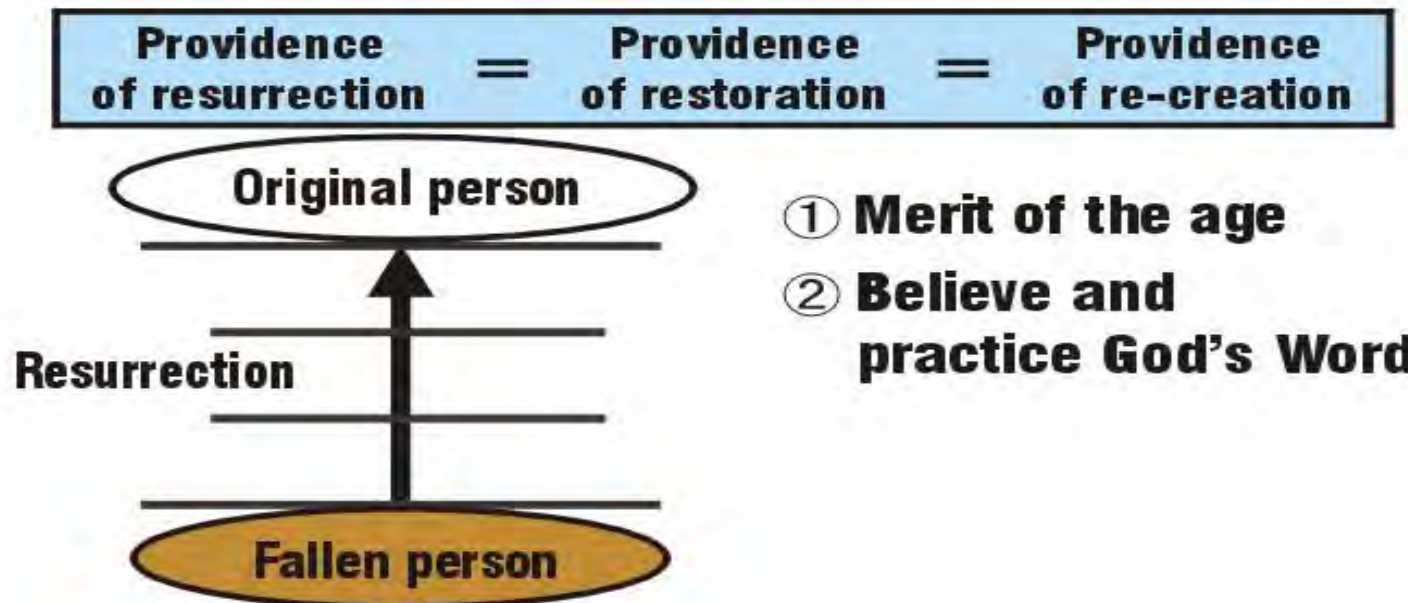 Providence of resurrection = Providence of restoration = Providence of re-creation
Original person
① Merit of the age
② Believe and
practice God's Word
Resurrection
Fallen person